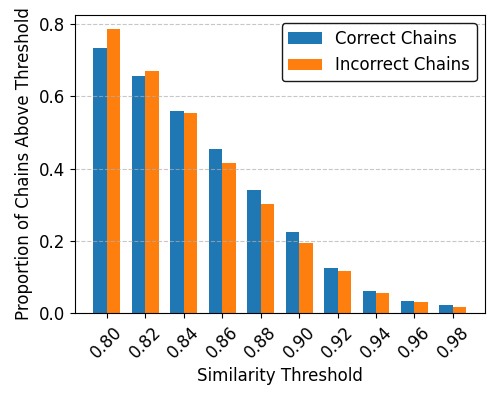 Proportion of Chains Above Threshold
0.8
0.6
0.4
0.2
0.0
Correct Chains
Incorrect Chains
0.80 0.82 0.84 0.86 0.88 0.90 0.92 0.94 0.96 0.98
Similarity Threshold